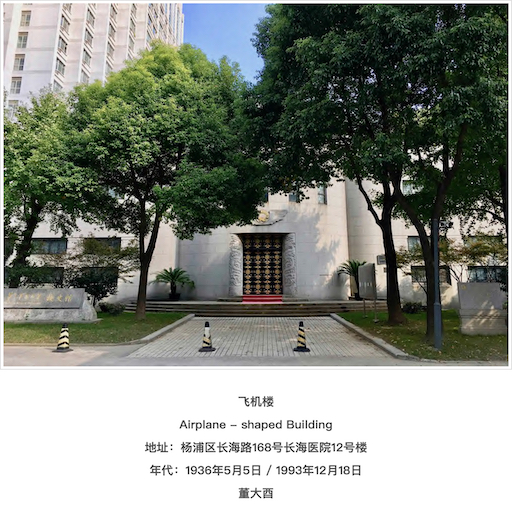 飞机楼
Airplane – shaped Building
地址：杨浦区长海路168号长海医院12号楼
年代：1936年5月5日 / 1993年12月18日
董大酉